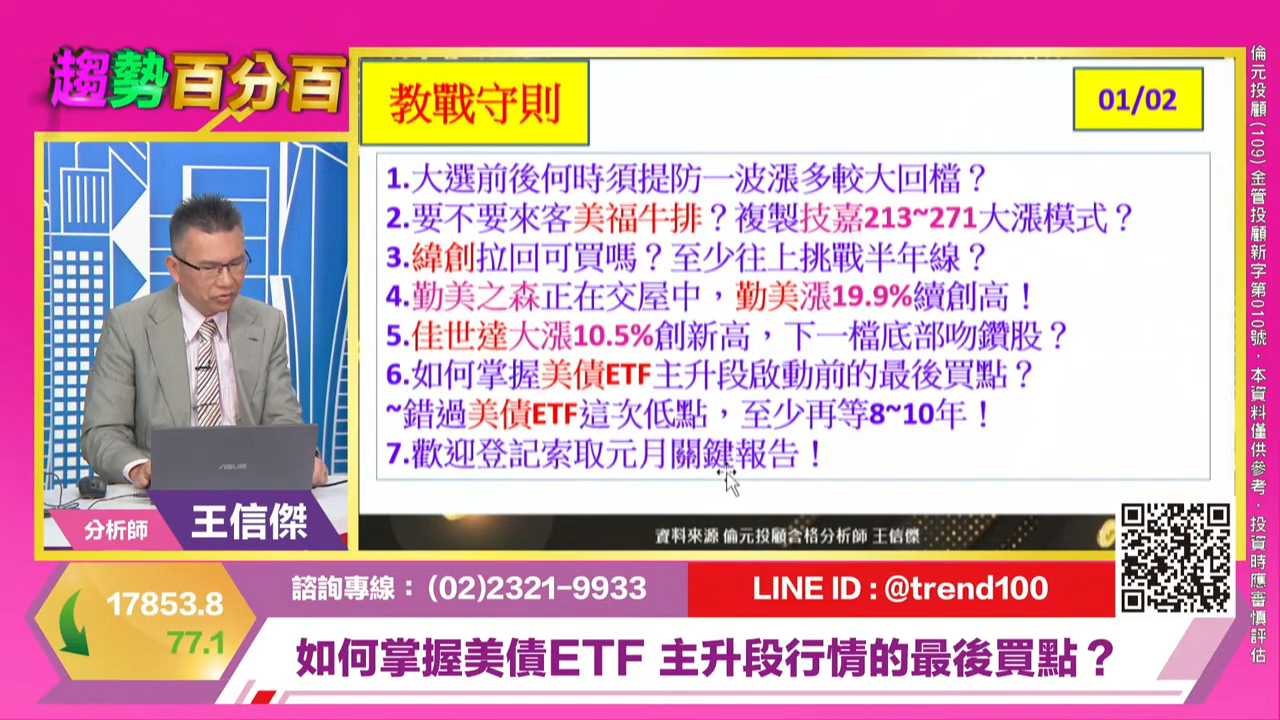 趨勢百分百
教戰守則
01/02
1.大選前後何時須提防一波漲多較大回檔？
2.要不要來客美福牛排？複製技嘉213~271大漲模式？
3.緯創拉回可買嗎？至少往上挑戰半年線？
4.勤美之森正在交屋中，勤美漲19.9%續創高！
5.佳世達大漲10.5%創新高，下一檔底部吻鑽股？
6.如何掌握美債ETF主升段啟動前的最後買點？
~錯過美債ETF這次低點，至少再等8~10年！
7.歡迎登記索取元月關鍵報告！
資料來源 倫元投顧合格分析師 王信傑
ASUS
分析師
王信傑
諮詢專線：(02)2321-9933
LINE ID : @trend100
17853.8
77.1
如何掌握美債ETF 主升段行情的最後買點？
倫元投顧(109)金管投顧新字第010號．本資料僅供參考．投資時應審慎評估